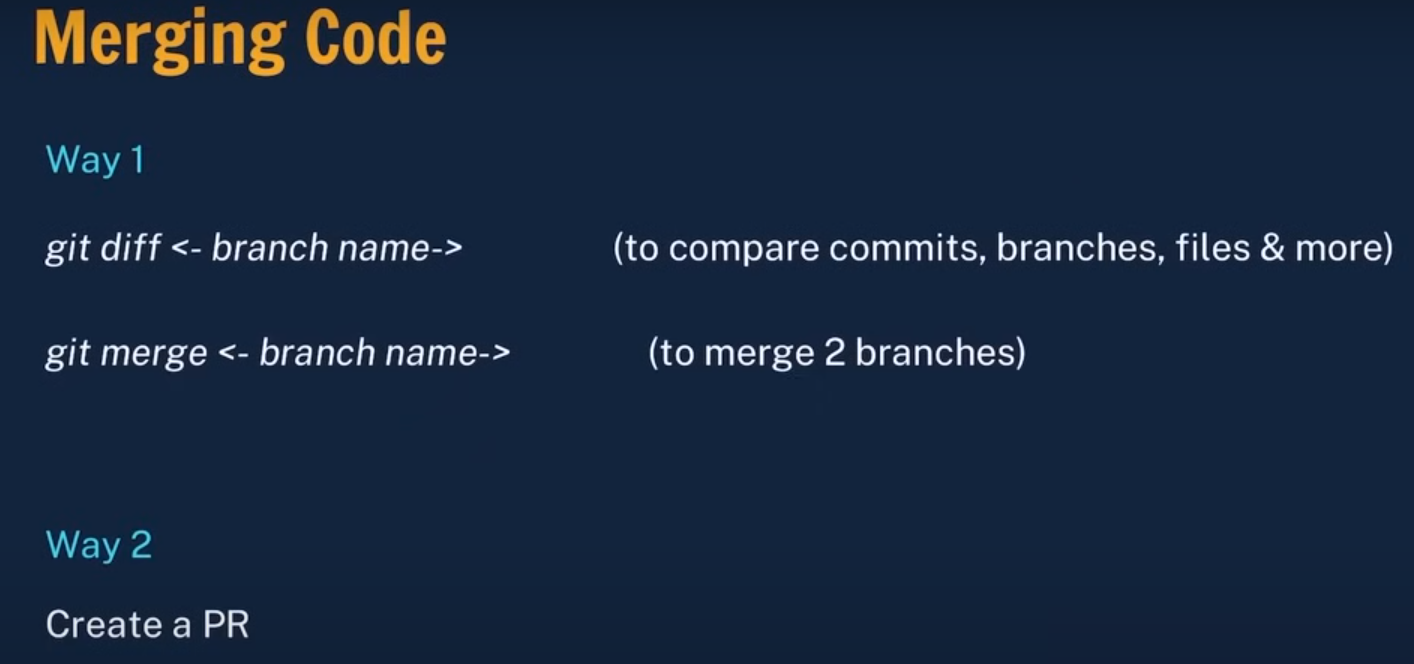 Merging Code
Way 1
git diff <- branch name-> (to compare commits, branches, files & more)
git merge <- branch name-> (to merge 2 branches)
Way 2
Create a PR